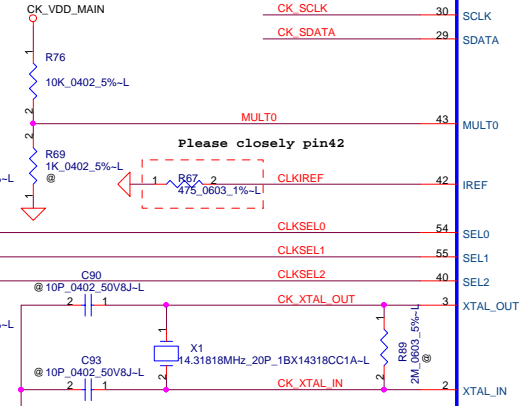 CK_VDD_MAIN
CK_SCLK 30 SCLK
CK_SDATA 29 SDATA
1
R76
10K_0402_5%~L
2
MULT0 43 MULT0
2
R69
1K_0402_5%~L
@
1
%~L
Please closely pin42
1 R67 2
475_0603_1%~L
CLKIREF 42 IREF
CLKSEL0 54 SEL0
CLKSEL1 55 SEL1
CLKSEL2 40 SEL2
C90
@10P_0402_50V8J~L
2 1
CK_XTAL_OUT 3 XTAL_OUT
%~L
1
X1
14.31818MHz_20P_1BX14318CC1A~L
2
1
R89
2M_0603_5%~L
@
2
C93
@10P_0402_50V8J~L
2 1
CK_XTAL_IN 2 XTAL_IN